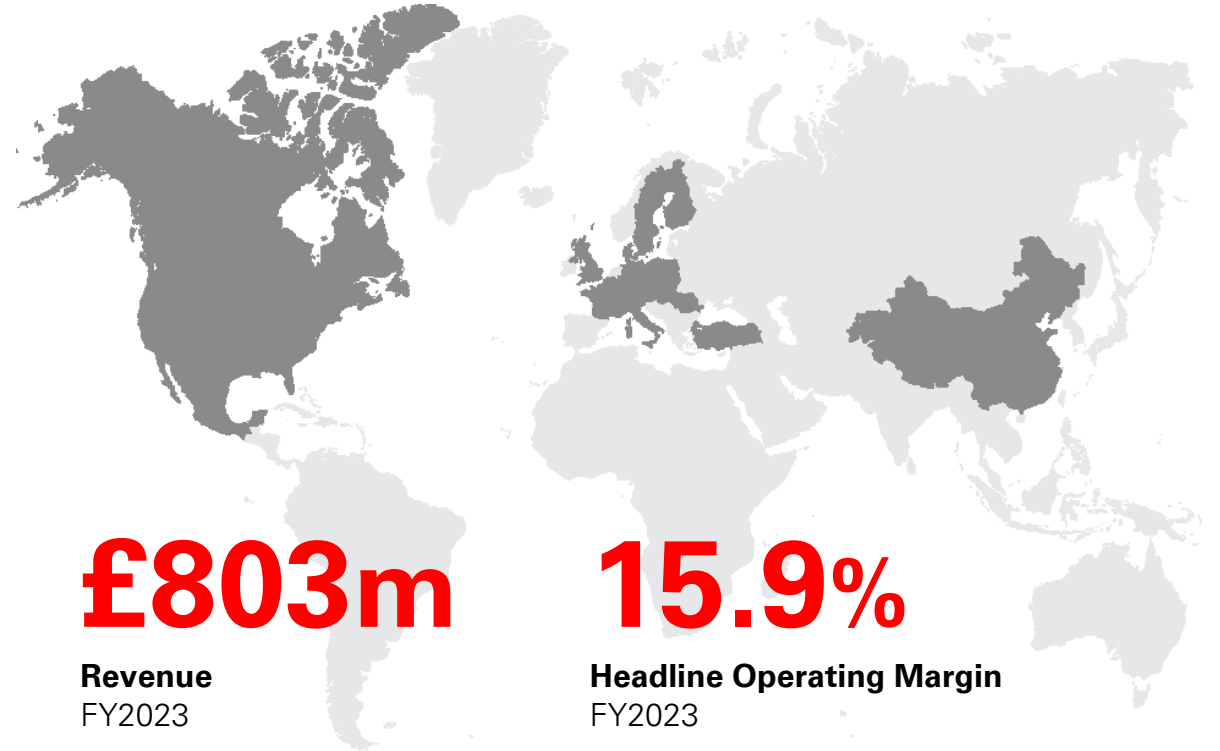 £803m
15.9%
Revenue
Headline Operating Margin
FY2023
FY2023